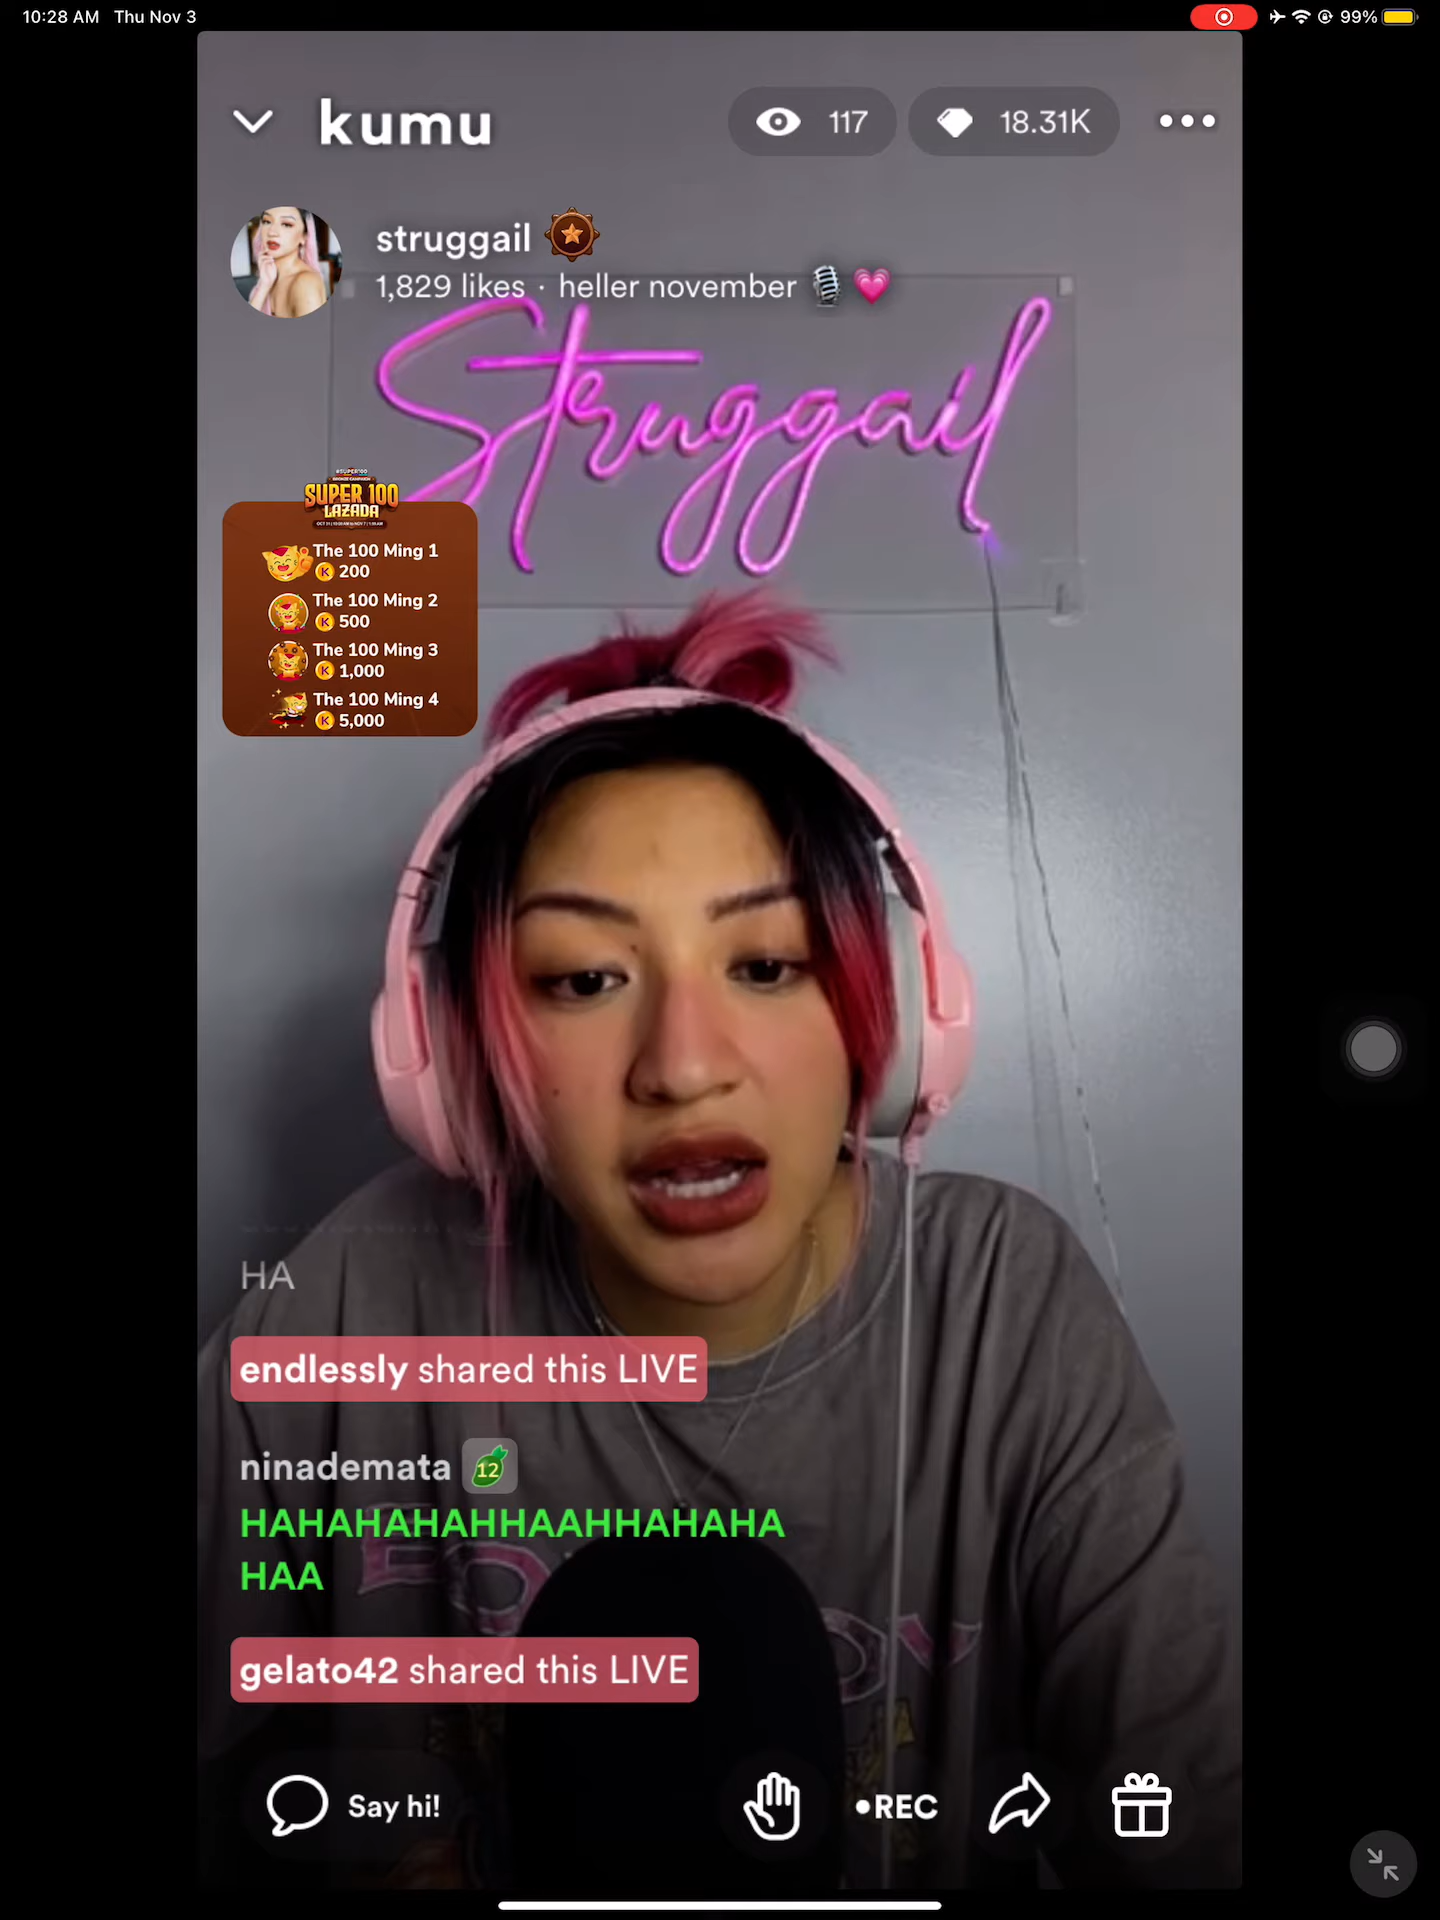 10:28 AM Thu Nov 3
99%
kumu
117
18.31K
struggail
1,829 likes · heller november 🎙️💗
Struggail
#SUPER100
BRONZE CAMPAIGN
SUPER 100
LAZADA
The 100 Ming 1
K 200
The 100 Ming 2
K 500
The 100 Ming 3
K 1,000
The 100 Ming 4
K 5,000
HA
endlessly shared this LIVE
ninademata 12
HAHAHAHAHHAAHHAHAHA
HAA
gelato42 shared this LIVE
Say hi!
•REC